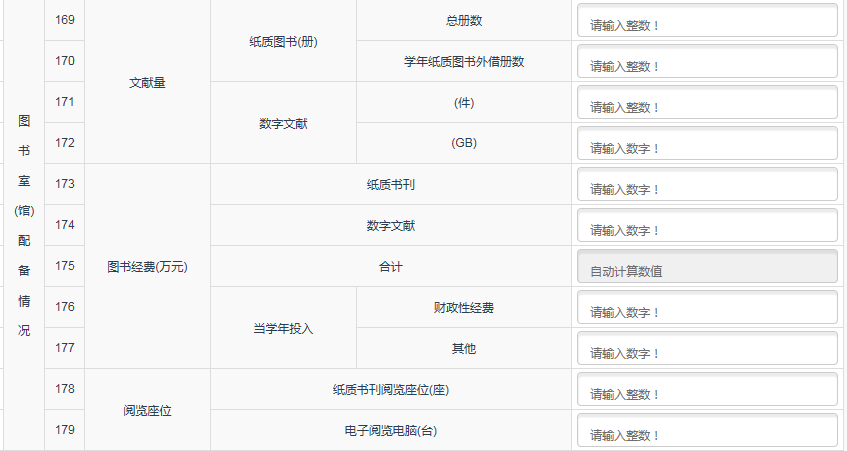 图
书
室
(馆)
配
备
情
况
文献量
纸质图书(册)
169 总册数 请输入整数！
170 学年纸质图书外借册数 请输入整数！
数字文献
171 (件) 请输入整数！
172 (GB) 请输入数字！
图书经费(万元)
173 纸质书刊 请输入数字！
174 数字文献 请输入数字！
175 合计 自动计算数值
当学年投入
176 财政性经费 请输入数字！
177 其他 请输入数字！
阅览座位
178 纸质书刊阅览座位(座) 请输入整数！
179 电子阅览电脑(台) 请输入整数！